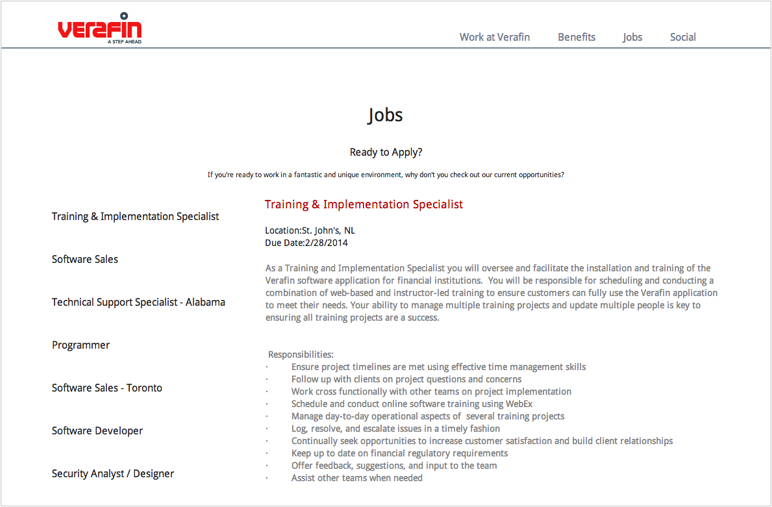 VERAFIN
A STEP AHEAD
Work at Verafin Benefits Jobs Social
Jobs
Ready to Apply?
If you're ready to work in a fantastic and unique environment, why don't you check out our current opportunities?
Training & Implementation Specialist
Software Sales
Technical Support Specialist - Alabama
Programmer
Software Sales - Toronto
Software Developer
Security Analyst / Designer
Training & Implementation Specialist
Location:St. John's, NL
Due Date:2/28/2014
As a Training and Implementation Specialist you will oversee and facilitate the installation and training of the
Verafin software application for financial institutions.  You will be responsible for scheduling and conducting a
combination of web-based and instructor-led training to ensure customers can fully use the Verafin application
to meet their needs. Your ability to manage multiple training projects and update multiple people is key to
ensuring all training projects are a success.
Responsibilities:
· Ensure project timelines are met using effective time management skills
· Follow up with clients on project questions and concerns
· Work cross functionally with other teams on project implementation
· Schedule and conduct online software training using WebEx
· Manage day-to-day operational aspects of  several training projects
· Log, resolve, and escalate issues in a timely fashion
· Continually seek opportunities to increase customer satisfaction and build client relationships
· Keep up to date on financial regulatory requirements
· Offer feedback, suggestions, and input to the team
· Assist other teams when needed